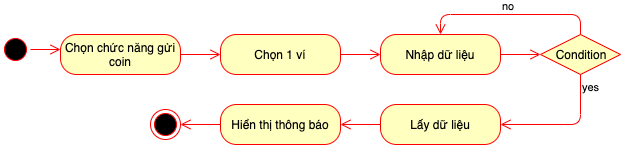 no
Chọn chức năng gửi
coin
Chọn 1 ví
Nhập dữ liệu
Condition
yes
Hiển thị thông báo
Lấy dữ liệu